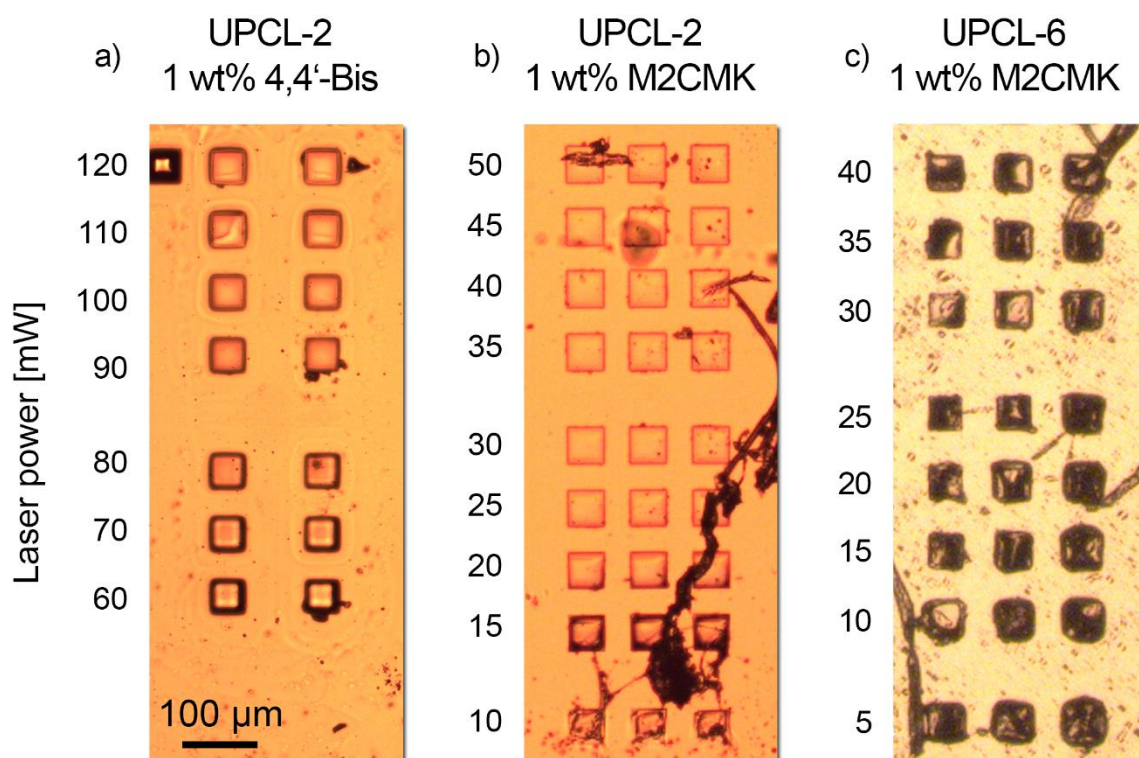 a)
UPCL-2
1 wt% 4,4‘-Bis
b)
UPCL-2
1 wt% M2CMK
c)
UPCL-6
1 wt% M2CMK
Laser power [mW]
120
110
100
90
80
70
60
100 µm
50
45
40
35
30
25
20
15
10
40
35
30
25
20
15
10
5